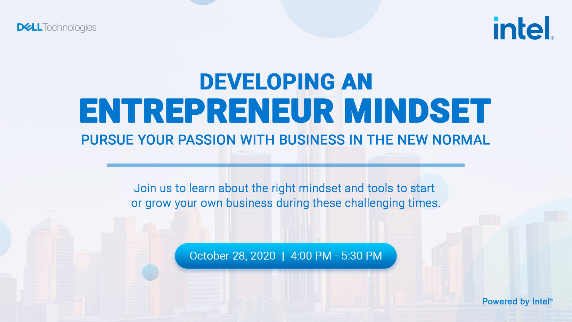 DELLTechnologies
intel.
DEVELOPING AN
ENTREPRENEUR MINDSET
PURSUE YOUR PASSION WITH BUSINESS IN THE NEW NORMAL
Join us to learn about the right mindset and tools to start
or grow your own business during these challenging times.
October 28, 2020 | 4:00 PM - 5:30 PM
Powered by Intel®